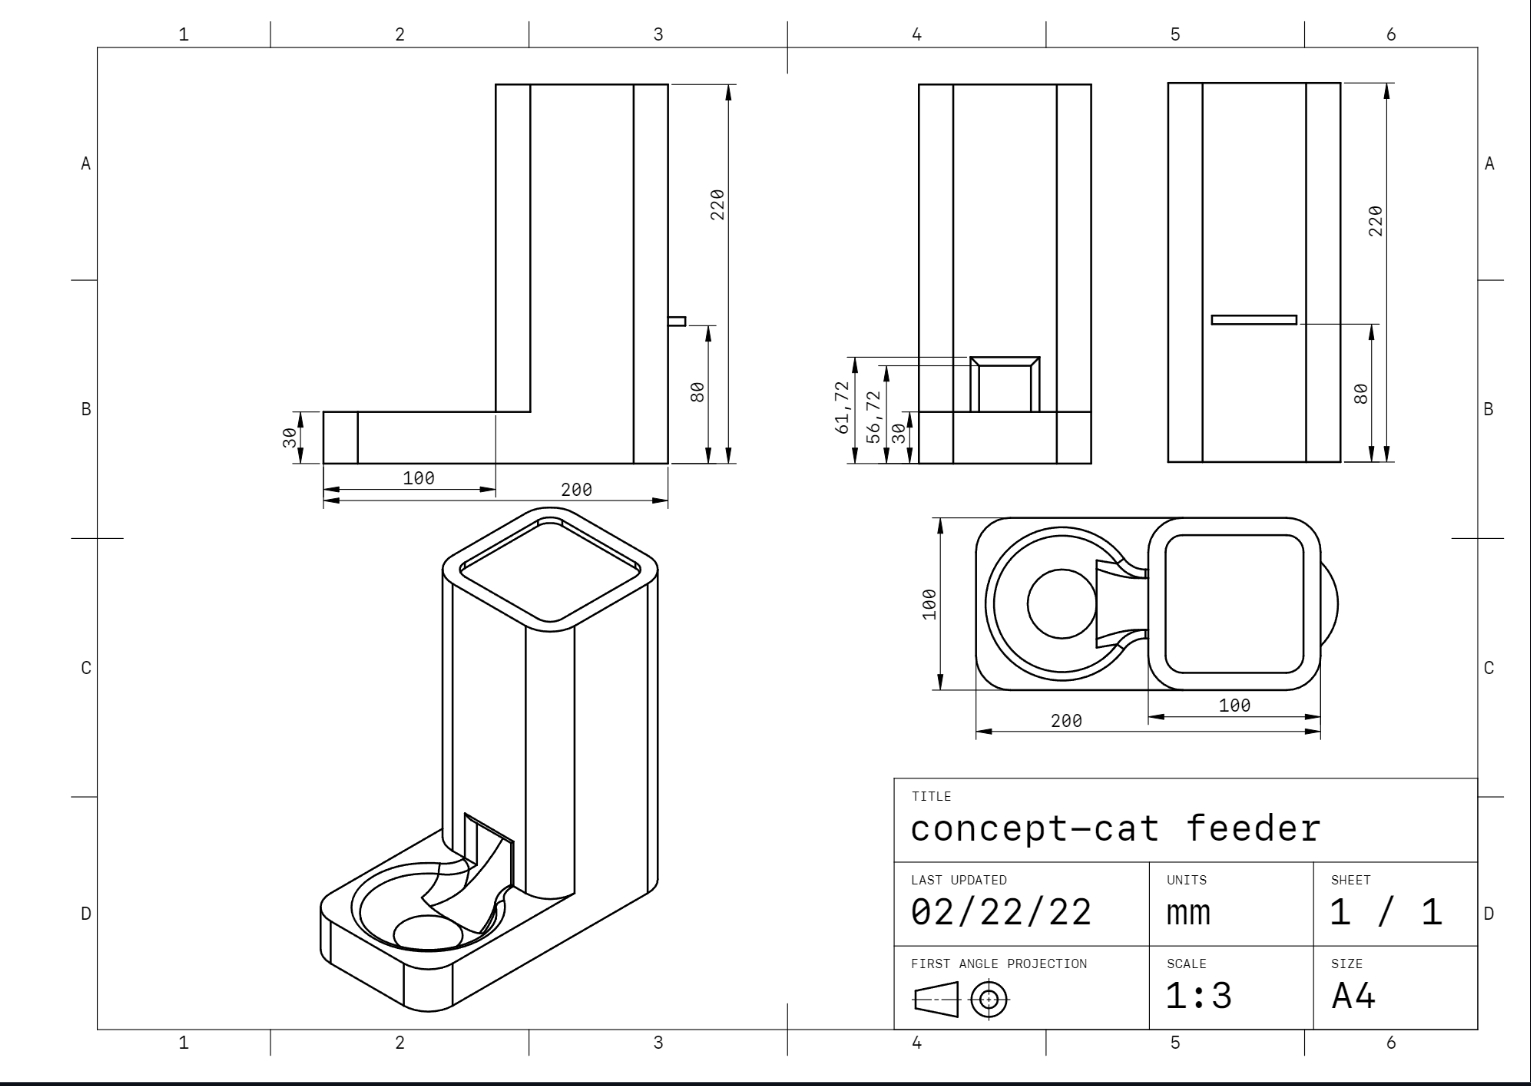 1 2 3 4 5 6
A A
220
220
80
80
61,72
56,72
30
30
B B
100
200
100
C C
100
200
TITLE
concept-cat feeder
LAST UPDATED UNITS SHEET
02/22/22 mm 1 / 1
D D
FIRST ANGLE PROJECTION SCALE SIZE
1:3 A4
1 2 3 4 5 6